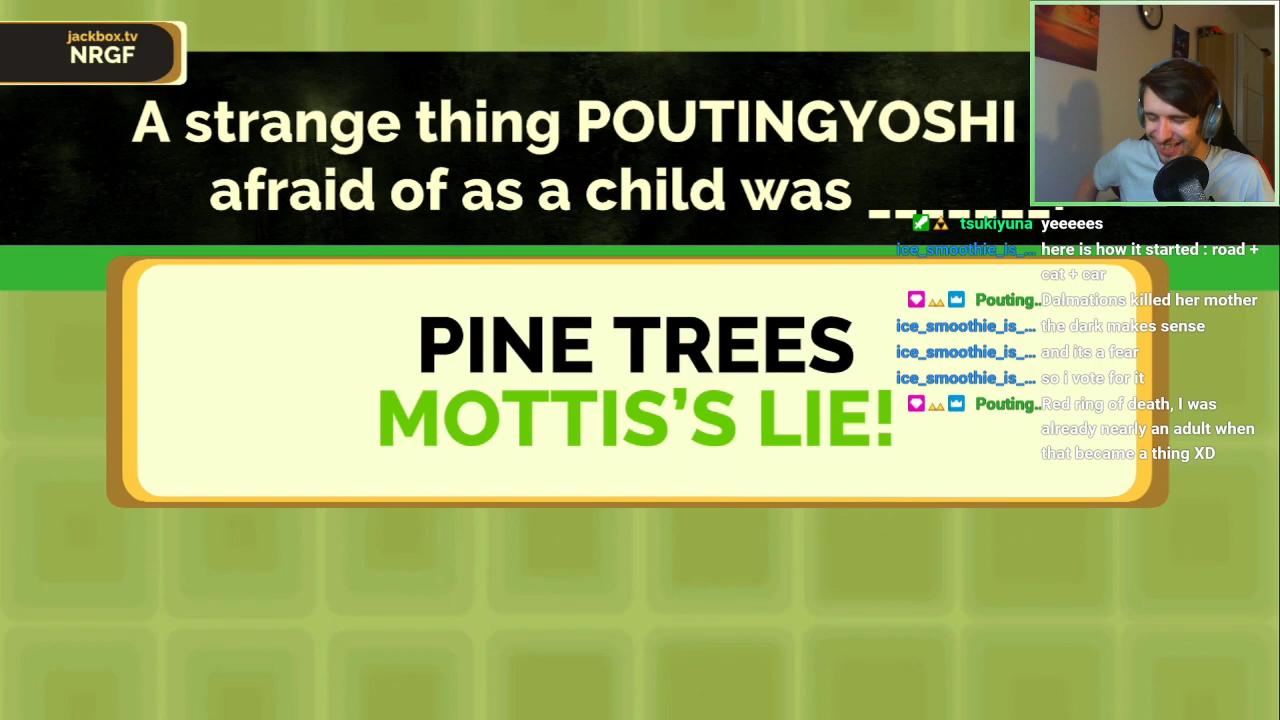 jackbox.tv
NRGF
A strange thing POUTINGYOSHI
afraid of as a child was _______.
PINE TREES
MOTTIS’S LIE!
tsukiyuna yeeeees
ice_smoothie_is_... here is how it started : road +
cat + car
Pouting.. Dalmations killed her mother
ice_smoothie_is_... the dark makes sense
ice_smoothie_is_... and its a fear
ice_smoothie_is_... so i vote for it
Pouting.. Red ring of death, I was
already nearly an adult when
that became a thing XD